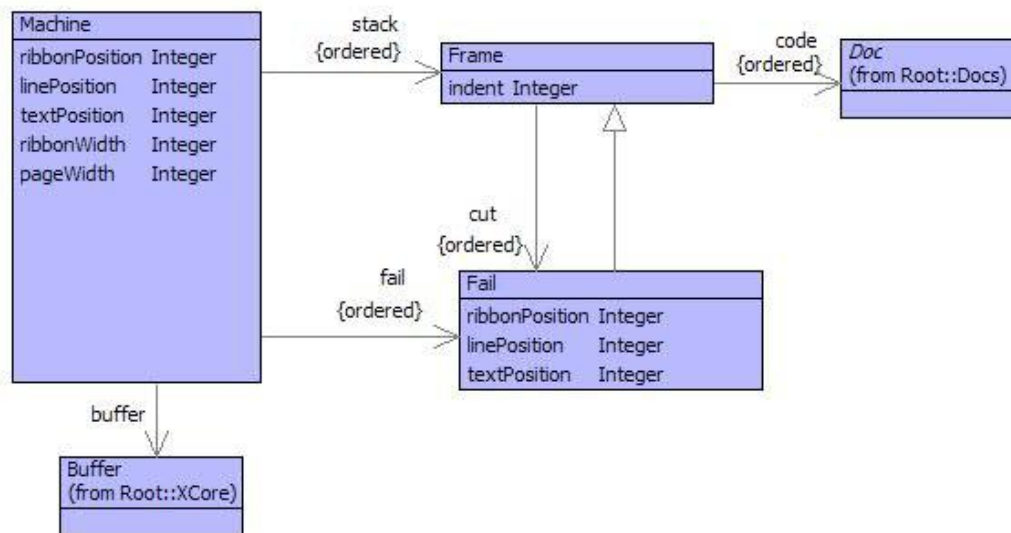 Machine
ribbonPosition Integer
linePosition Integer
textPosition Integer
ribbonWidth Integer
pageWidth Integer
stack
{ordered}
Frame
indent Integer
code
{ordered}
Doc
(from Root::Docs)
cut
{ordered}
fail
{ordered}
Fail
ribbonPosition Integer
linePosition Integer
textPosition Integer
buffer
Buffer
(from Root::XCore)